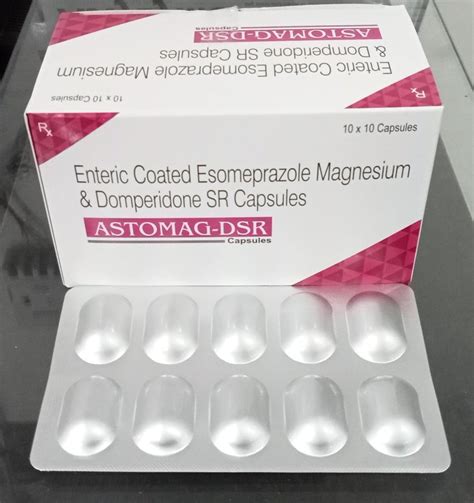 ASTOMAG-DSR
Capsules
Enteric Coated Esomeprazole Magnesium
& Domperidone SR Capsules
10 x 10 Capsules
Rx
Rx
10 x 10 Capsules
Enteric Coated Esomeprazole Magnesium
& Domperidone SR Capsules
ASTOMAG-DSR
Capsules